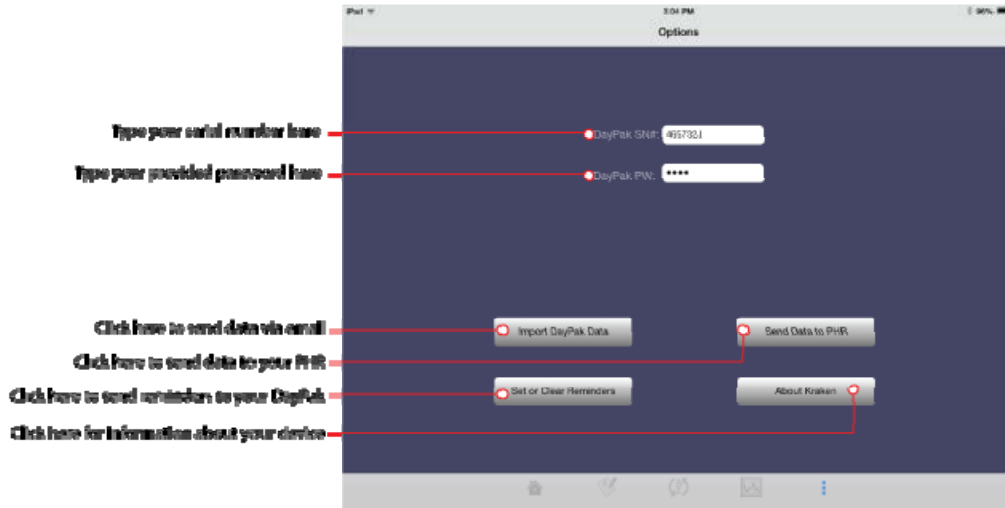 iPad 3:04 PM 96%
Options
Type your serial number here
DayPak SN#: 4657321
Type your provided password here
DayPak PW: ••••
Click here to send data via email
Import DayPak Data
Send Data to PHR
Click here to send data to your PHR
Click here to send reminders to your DayPak
Set or Clear Reminders
About Kraken
Click here for information about your device